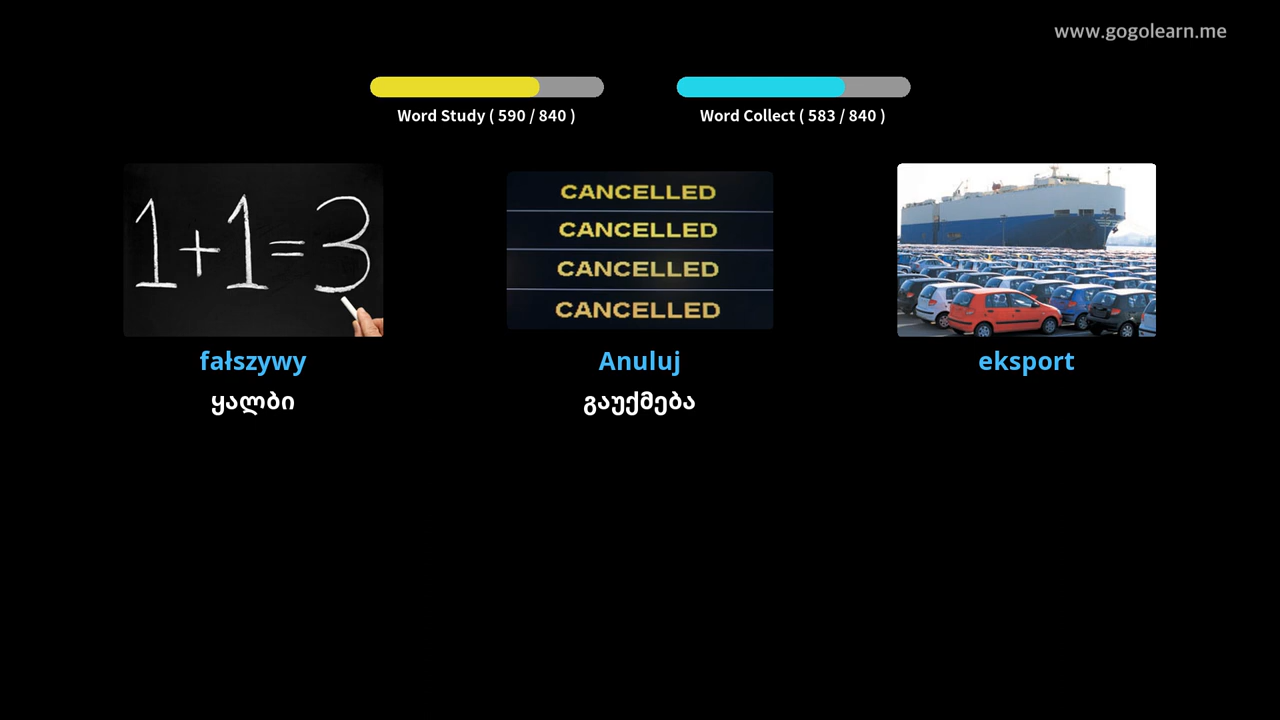 www.gogolearn.me
Word Study ( 590 / 840 )
Word Collect ( 583 / 840 )
1+1=3
CANCELLED
CANCELLED
CANCELLED
CANCELLED
fałszywy
Anuluj
eksport
ყალბი
გაუქმება